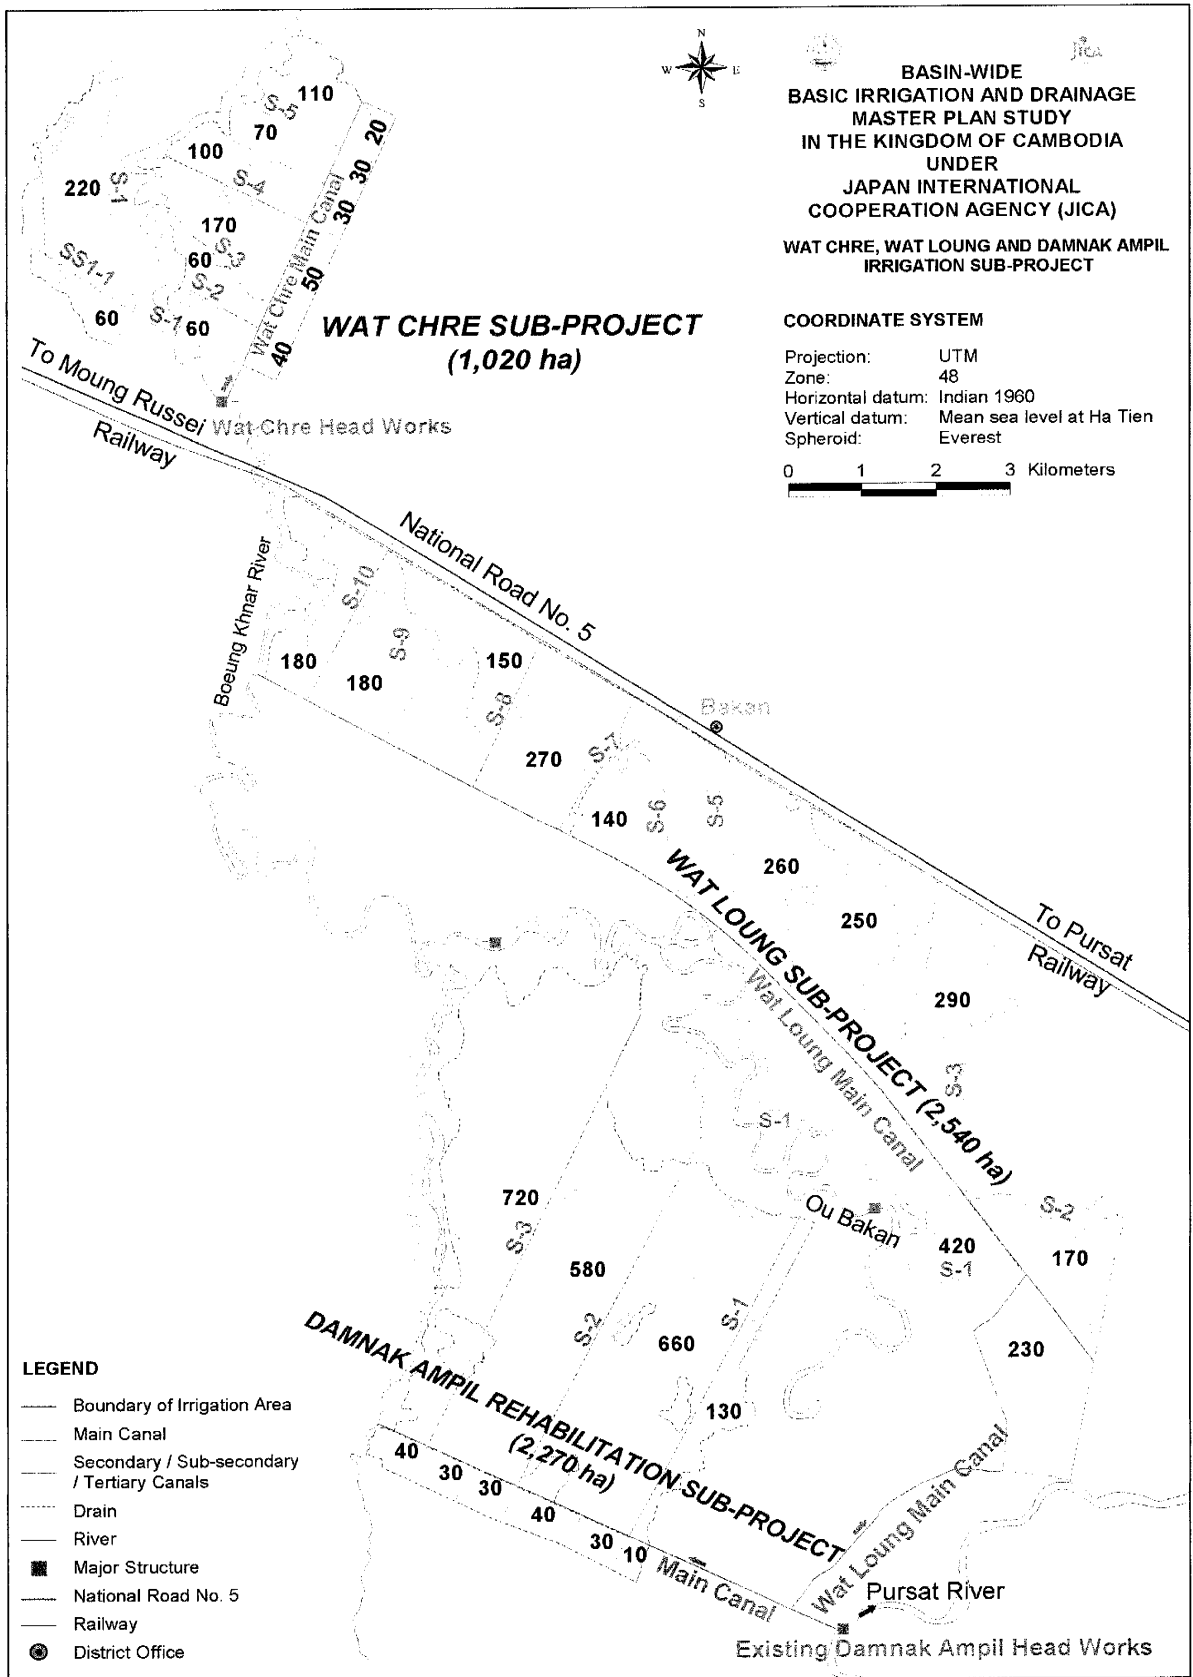 N
W E
S
JICA
BASIN-WIDE
BASIC IRRIGATION AND DRAINAGE
MASTER PLAN STUDY
IN THE KINGDOM OF CAMBODIA
UNDER
JAPAN INTERNATIONAL
COOPERATION AGENCY (JICA)
WAT CHRE, WAT LOUNG AND DAMNAK AMPIL
IRRIGATION SUB-PROJECT
COORDINATE SYSTEM
Projection: UTM
Zone: 48
Horizontal datum: Indian 1960
Vertical datum: Mean sea level at Ha Tien
Spheroid: Everest
0 1 2 3 Kilometers
110
S-5
70
20
100
S-4
30
220
S-1
30
170
S-3
60
SS1-1
S-2
50
60
S-1
60
Wat Chre Main Canal
40
WAT CHRE SUB-PROJECT
(1,020 ha)
To Moung Russei
Railway
Wat Chre Head Works
National Road No. 5
Boeung Khnar River
S-10
S-9
180
180
150
S-8
270
S-7
Bakan
140
S-6
S-5
260
250
290
To Pursat
Railway
WAT LOUNG SUB-PROJECT (2,540 ha)
Wat Loung Main Canal
S-3
S-1
Ou Bakan
S-2
420
S-1
170
230
720
S-3
580
S-2
660
S-1
130
DAMNAK AMPIL REHABILITATION SUB-PROJECT
(2,270 ha)
40
30
30
40
30
10
Main Canal
Wat Loung Main Canal
Pursat River
Existing Damnak Ampil Head Works
LEGEND
Boundary of Irrigation Area
Main Canal
Secondary / Sub-secondary
/ Tertiary Canals
Drain
River
Major Structure
National Road No. 5
Railway
District Office